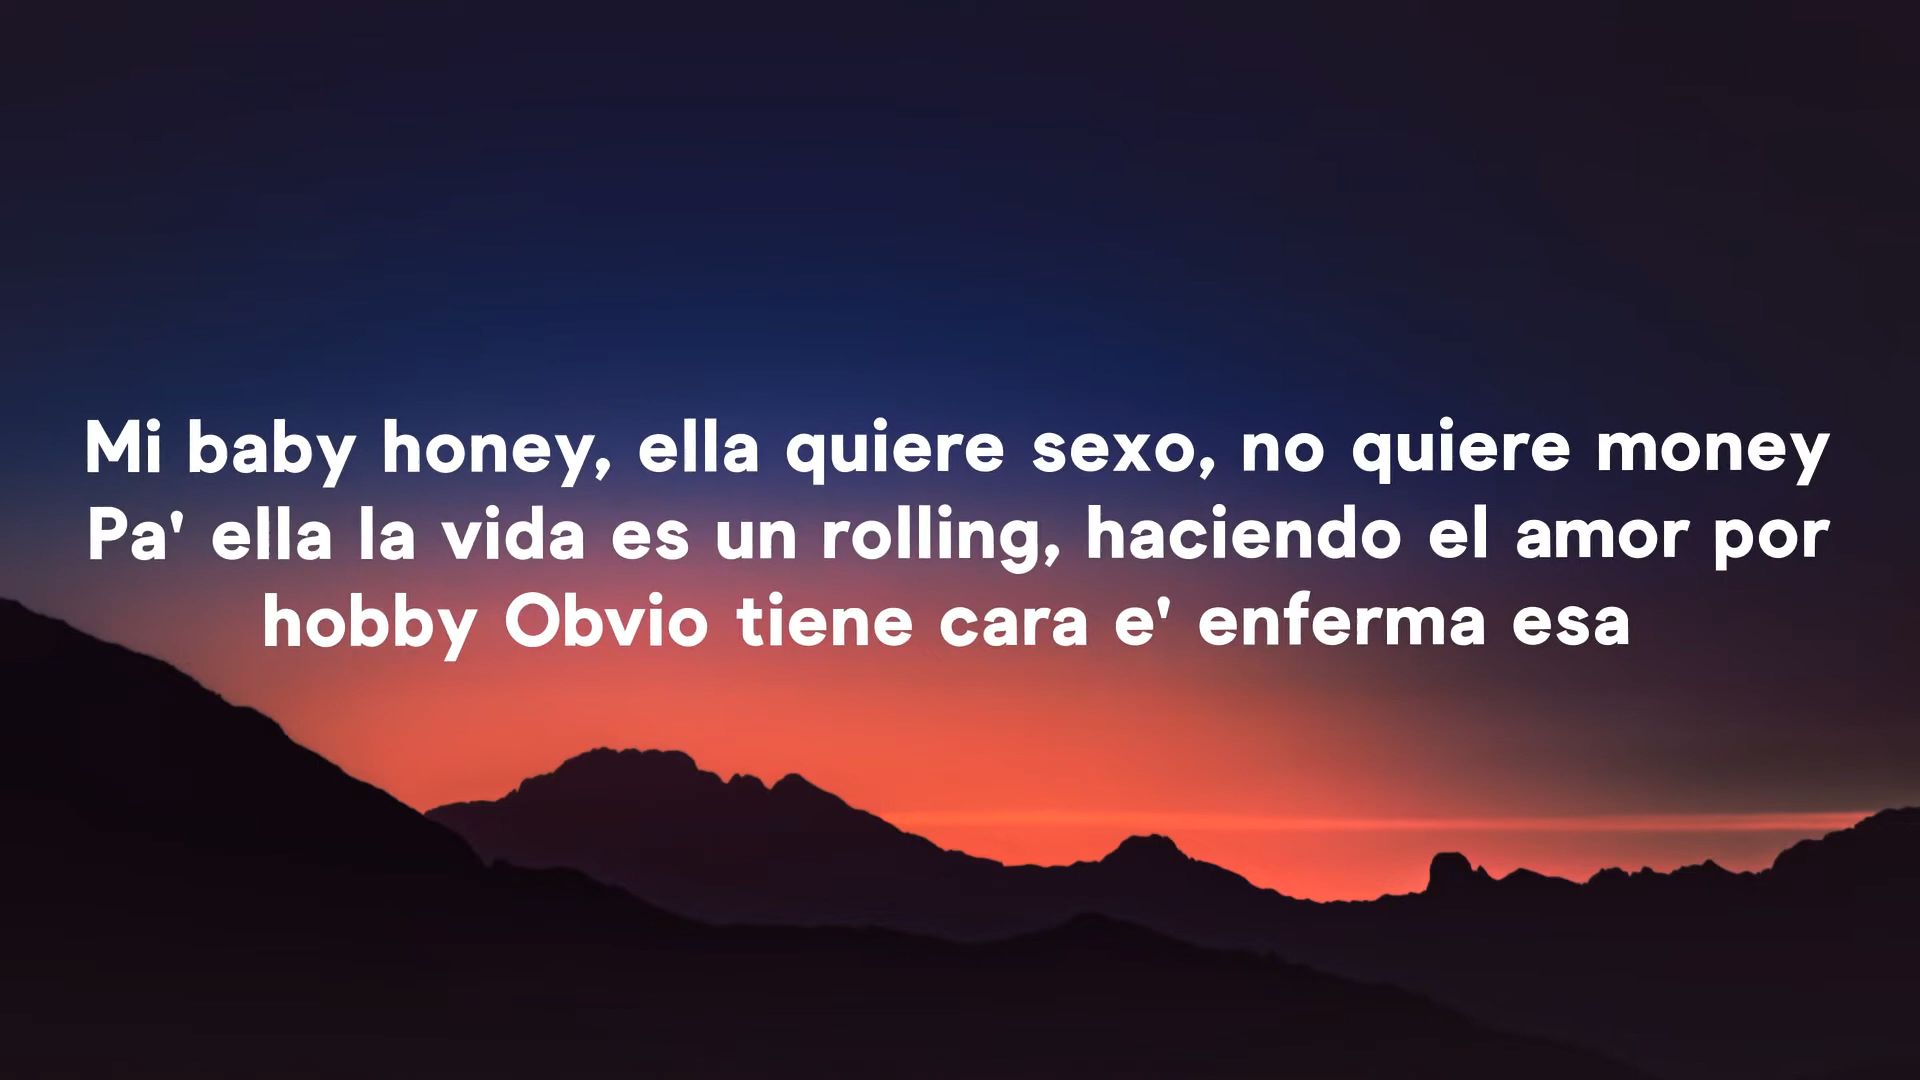 Mi baby honey, ella quiere sexo, no quiere money
Pa' ella la vida es un rolling, haciendo el amor por
hobby Obvio tiene cara e' enferma esa